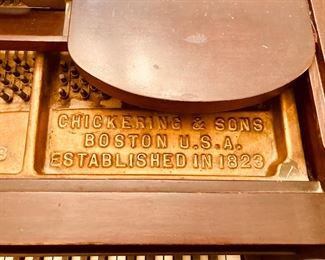 CHICKERING & SONS
BOSTON U.S.A.
ESTABLISHED IN 1823